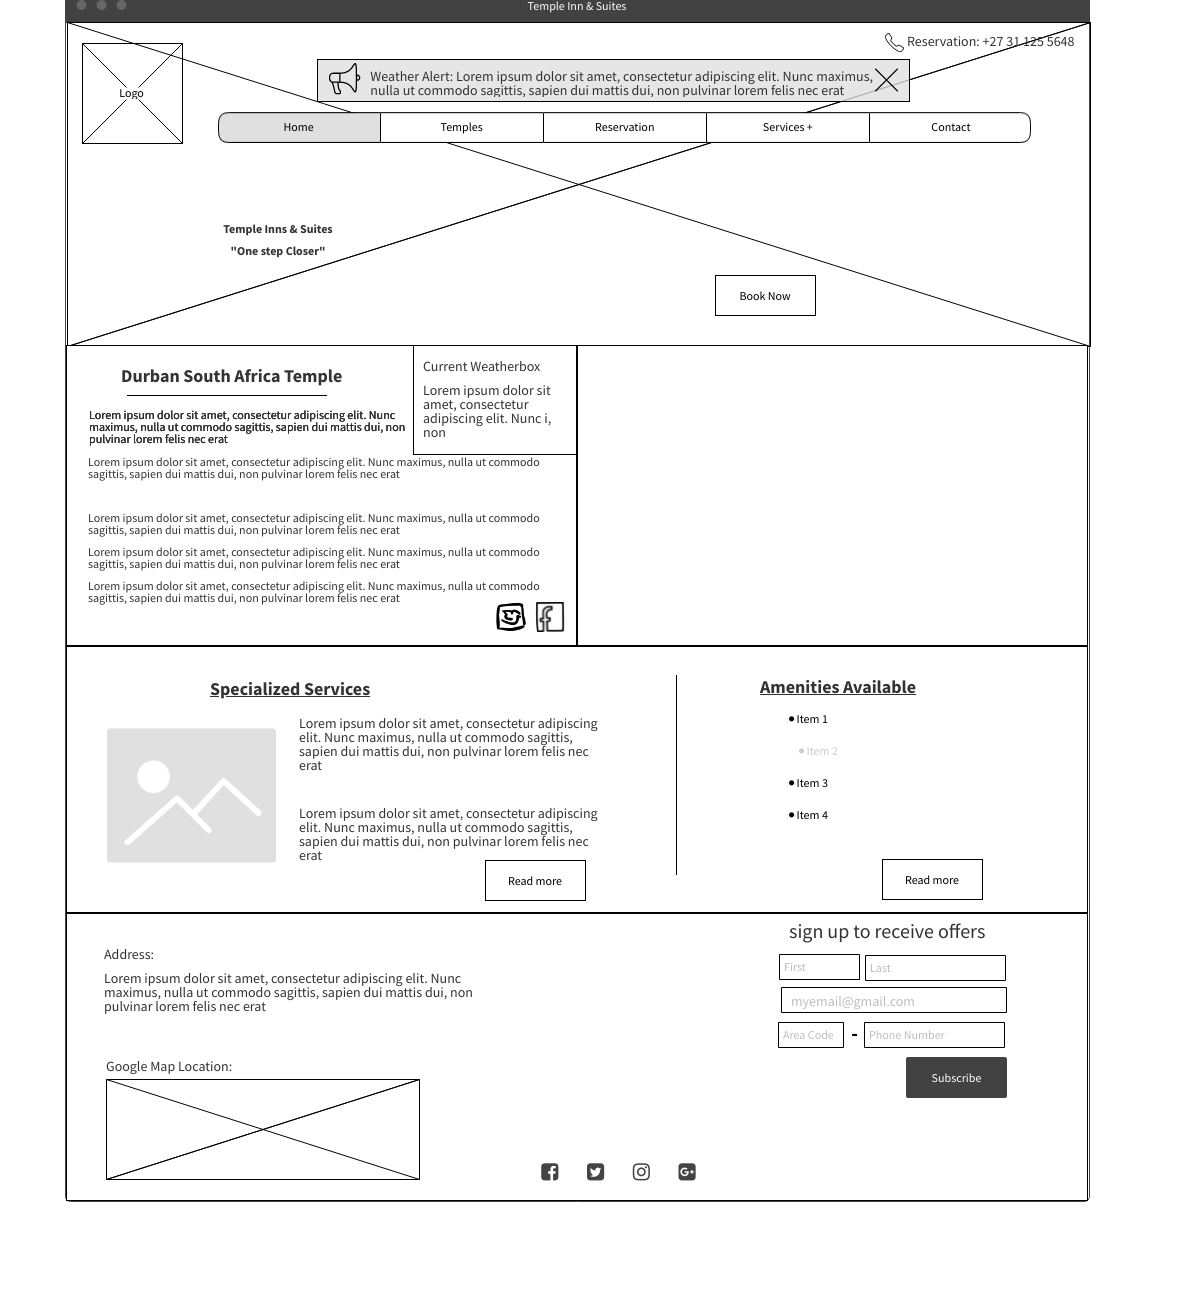 Temple Inn & Suites
Reservation: +27 31 125 5648
Logo
Weather Alert: Lorem ipsum dolor sit amet, consectetur adipiscing elit. Nunc maximus,
nulla ut commodo sagittis, sapien dui mattis dui, non pulvinar lorem felis nec erat
Home
Temples
Reservation
Services +
Contact
Temple Inns & Suites
"One step Closer"
Book Now
Durban South Africa Temple
Lorem ipsum dolor sit amet, consectetur adipiscing elit. Nunc
maximus, nulla ut commodo sagittis, sapien dui mattis dui, non
pulvinar lorem felis nec erat
Current Weatherbox
Lorem ipsum dolor sit
amet, consectetur
adipiscing elit. Nunc i,
non
Lorem ipsum dolor sit amet, consectetur adipiscing elit. Nunc maximus, nulla ut commodo
sagittis, sapien dui mattis dui, non pulvinar lorem felis nec erat
Lorem ipsum dolor sit amet, consectetur adipiscing elit. Nunc maximus, nulla ut commodo
sagittis, sapien dui mattis dui, non pulvinar lorem felis nec erat
Lorem ipsum dolor sit amet, consectetur adipiscing elit. Nunc maximus, nulla ut commodo
sagittis, sapien dui mattis dui, non pulvinar lorem felis nec erat
Lorem ipsum dolor sit amet, consectetur adipiscing elit. Nunc maximus, nulla ut commodo
sagittis, sapien dui mattis dui, non pulvinar lorem felis nec erat
Specialized Services
Lorem ipsum dolor sit amet, consectetur adipiscing
elit. Nunc maximus, nulla ut commodo sagittis,
sapien dui mattis dui, non pulvinar lorem felis nec
erat
Lorem ipsum dolor sit amet, consectetur adipiscing
elit. Nunc maximus, nulla ut commodo sagittis,
sapien dui mattis dui, non pulvinar lorem felis nec
erat
Read more
Amenities Available
Item 1
Item 2
Item 3
Item 4
Read more
Address:
Lorem ipsum dolor sit amet, consectetur adipiscing elit. Nunc
maximus, nulla ut commodo sagittis, sapien dui mattis dui, non
pulvinar lorem felis nec erat
Google Map Location:
sign up to receive offers
First
Last
myemail@gmail.com
Area Code - Phone Number
Subscribe